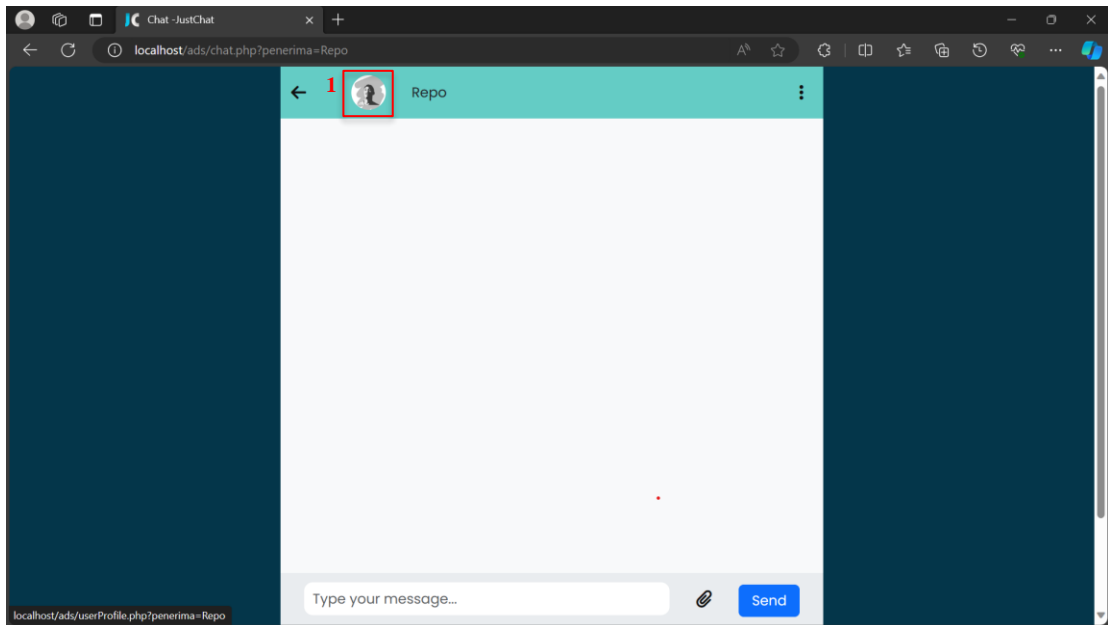 Chat -JustChat
localhost/ads/chat.php?penerima=Repo
1
Repo
Type your message...
Send
localhost/ads/userProfile.php?penerima=Repo